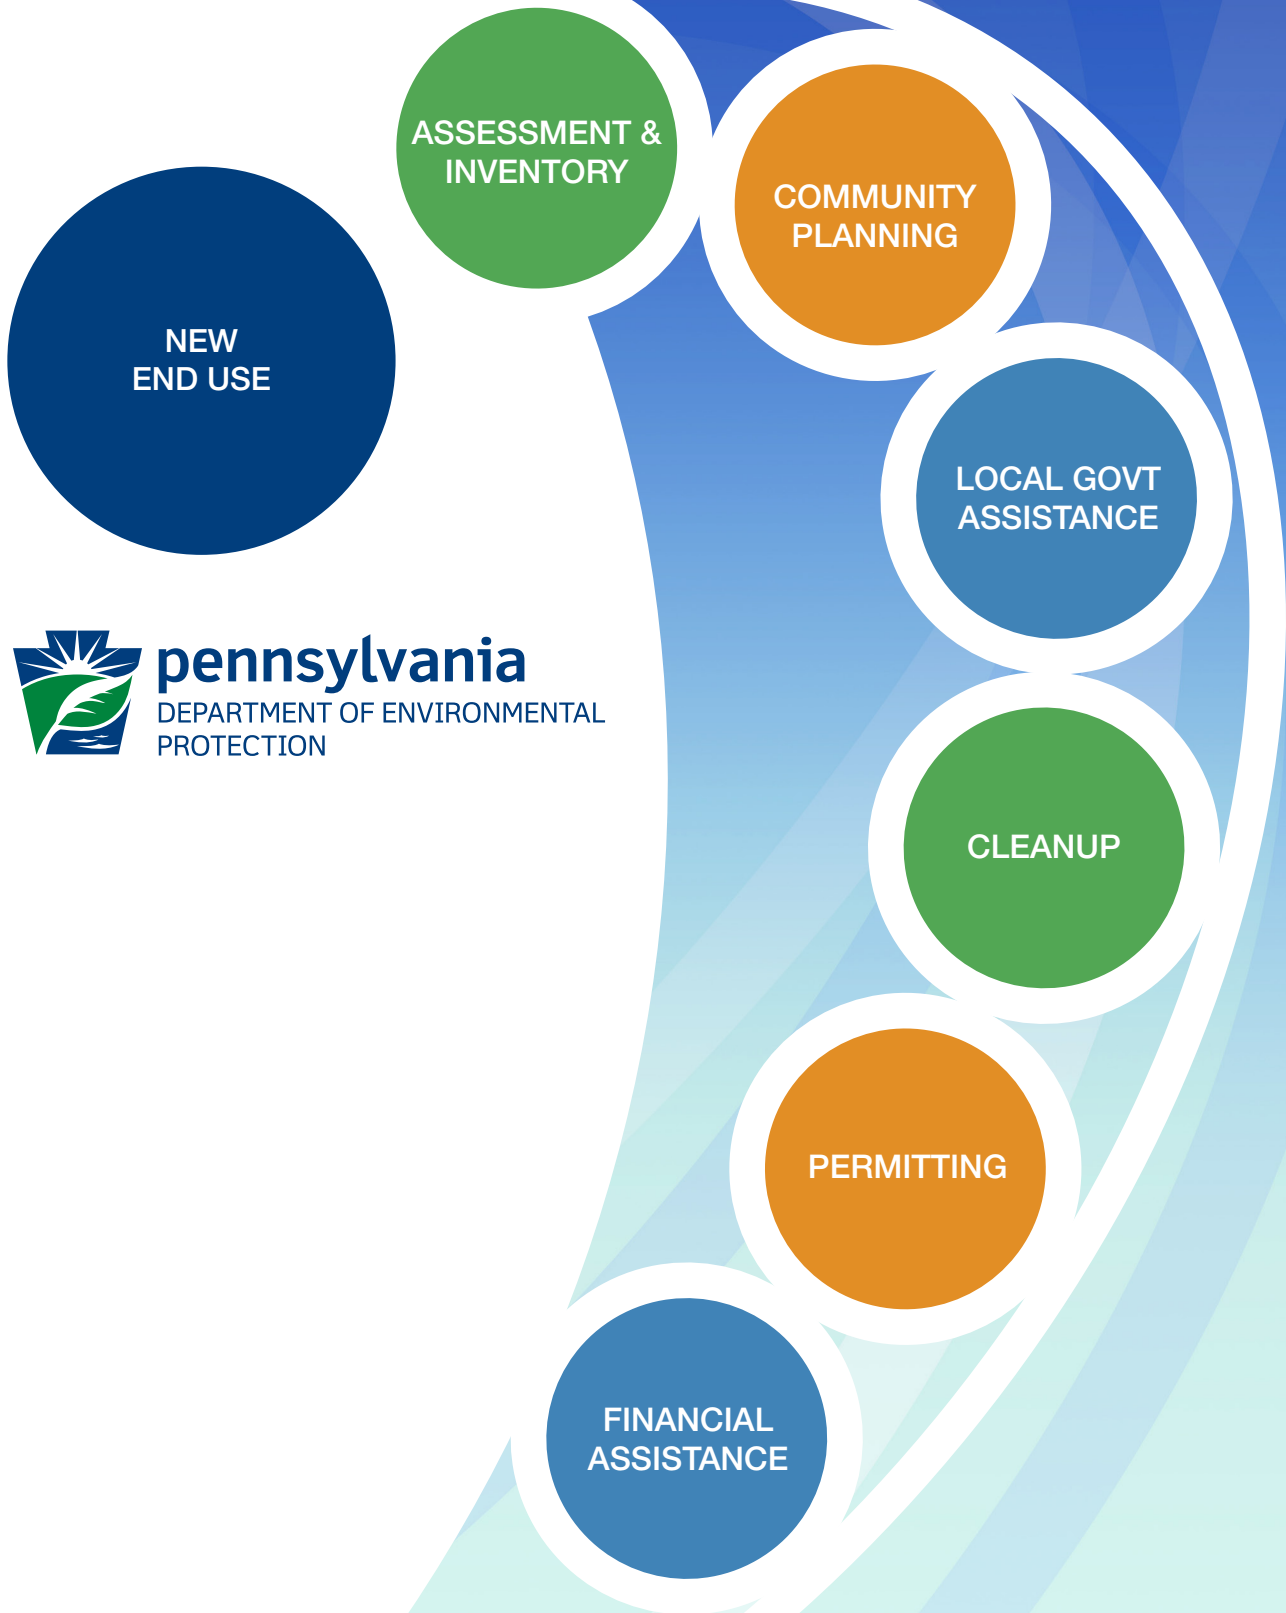 ASSESSMENT &
INVENTORY
COMMUNITY
PLANNING
NEW
END USE
LOCAL GOVT
ASSISTANCE
pennsylvania
DEPARTMENT OF ENVIRONMENTAL
PROTECTION
CLEANUP
PERMITTING
FINANCIAL
ASSISTANCE